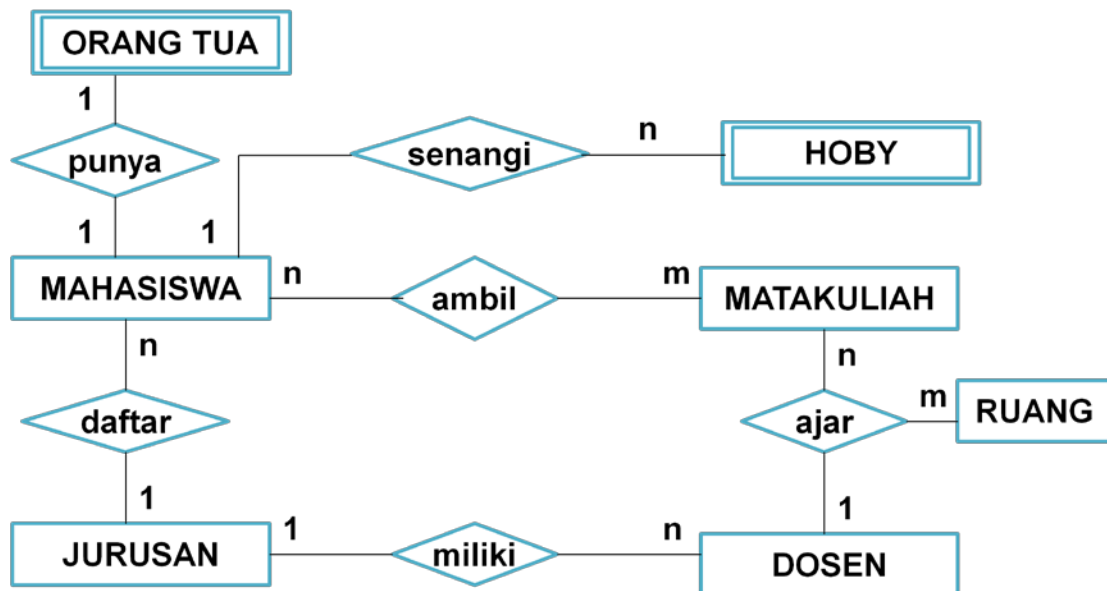 ORANG TUA
1
punya
1
senangi
n
HOBY
1
MAHASISWA
n
ambil
m
MATAKULIAH
n
daftar
1
n
ajar
m
RUANG
1
JURUSAN
1
miliki
n
DOSEN